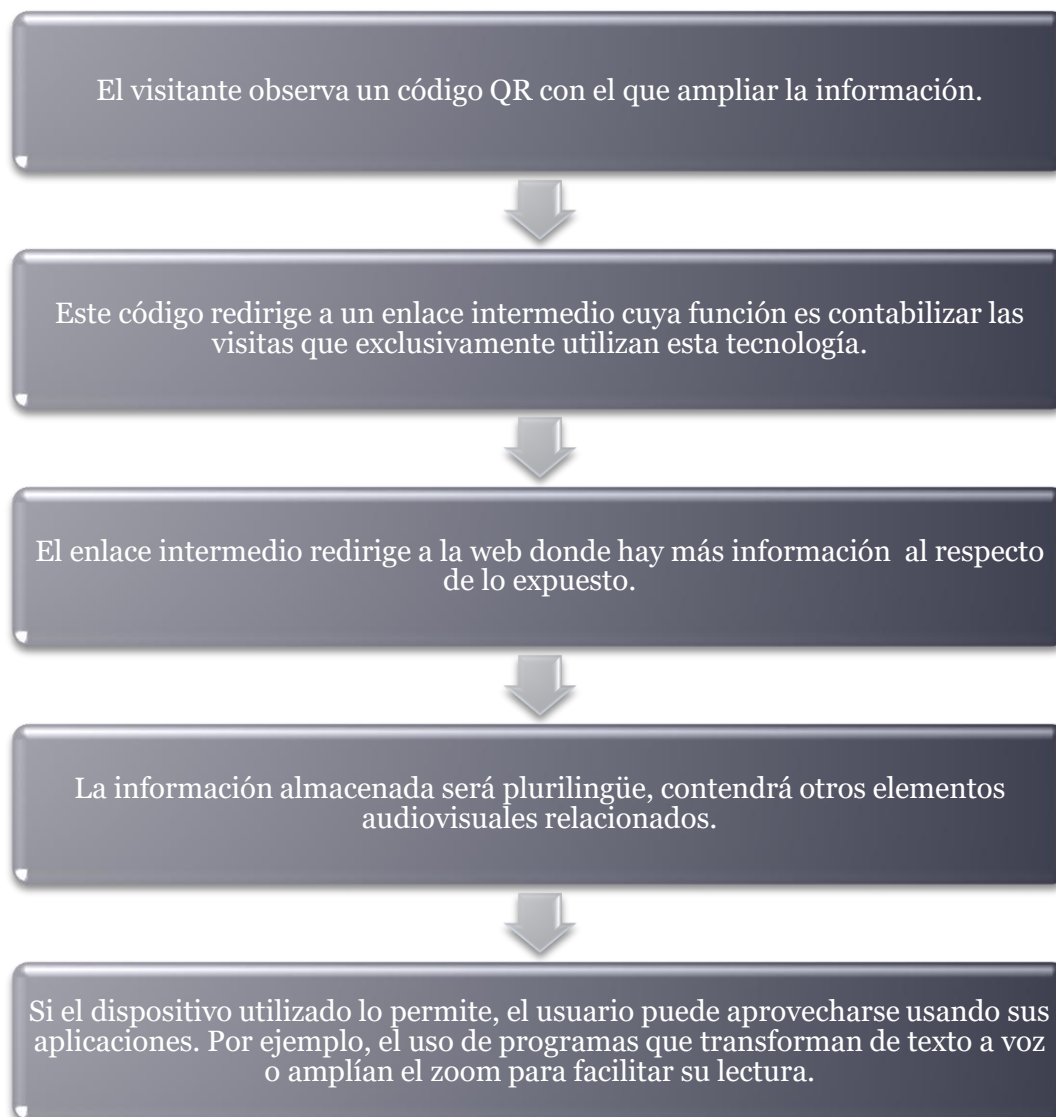 El visitante observa un código QR con el que ampliar la información.
Este código redirige a un enlace intermedio cuya función es contabilizar las
visitas que exclusivamente utilizan esta tecnología.
El enlace intermedio redirige a la web donde hay más información  al respecto
de lo expuesto.
La información almacenada será plurilingüe, contendrá otros elementos
audiovisuales relacionados.
Si el dispositivo utilizado lo permite, el usuario puede aprovecharse usando sus
aplicaciones. Por ejemplo, el uso de programas que transforman de texto a voz
o amplían el zoom para facilitar su lectura.